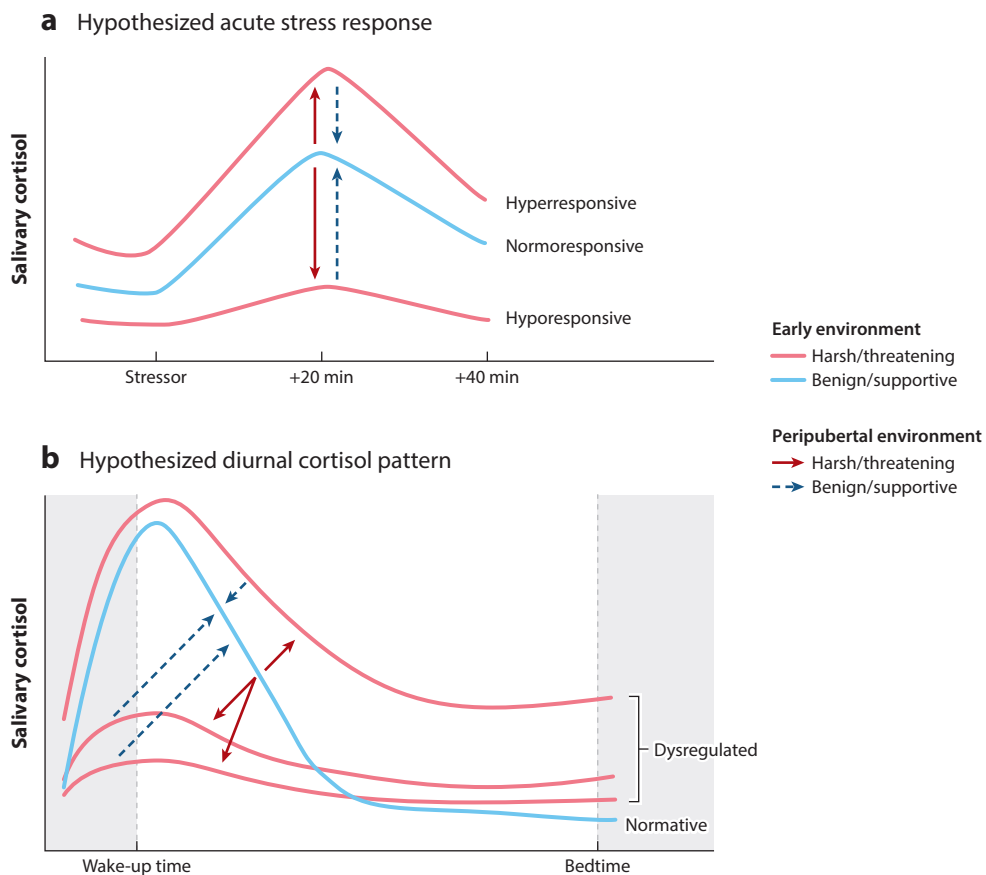 a Hypothesized acute stress response
Salivary cortisol
Hyperresponsive
Normoresponsive
Hyporesponsive
Stressor
+20 min
+40 min
Early environment
Harsh/threatening
Benign/supportive
Peripubertal environment
Harsh/threatening
Benign/supportive
b Hypothesized diurnal cortisol pattern
Salivary cortisol
Dysregulated
Normative
Wake-up time
Bedtime